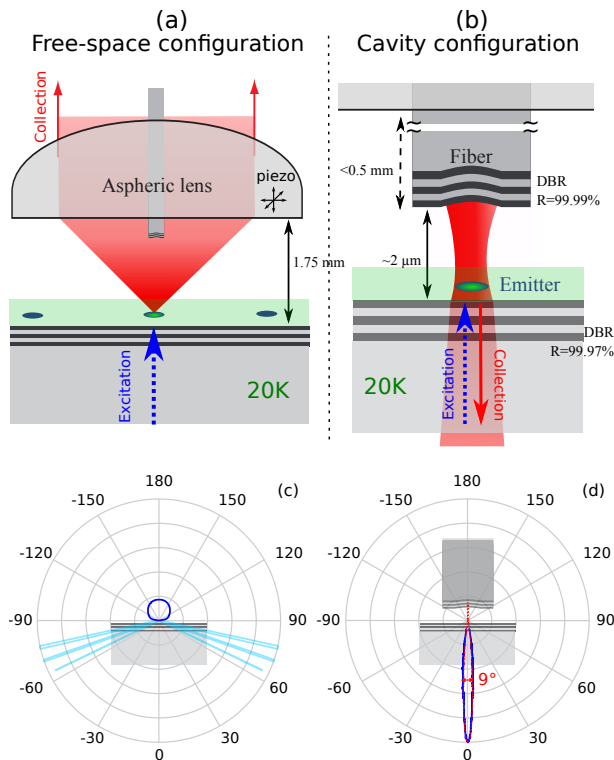 (a)
Free-space configuration
Collection
Aspheric lens
piezo
1.75 mm
Excitation
20K
(b)
Cavity configuration
≈
≈
Fiber
<0.5 mm
DBR
R=99.99%
~2 μm
Emitter
DBR
R=99.97%
Excitation
Collection
20K
(c)
180
-150
150
-120
120
-90
90
-60
60
-30
30
0
(d)
180
-150
150
-120
120
-90
90
-60
60
-30
30
0
9°